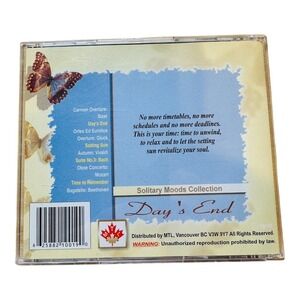 Carmen Overture:
Bizet
Day's End
Orfeo Ed Euridice
Overture: Gluck
Setting Sun
Autumn: Vivaldi
Suite No.3: Bach
Oboe Concerto:
Mozart
Time to Remember
Bagatelle: Beethoven
No more timetables, no more
schedules and no more deadlines.
This is your time: time to unwind,
to relax and to let the setting
sun revitalize your soul.
Solitary Moods Collection
Day's End
Distributed by MTL, Vancouver BC V3W 9Y7 All Rights Reserved.
WARNING: Unauthorized reproduction prohibited by law.